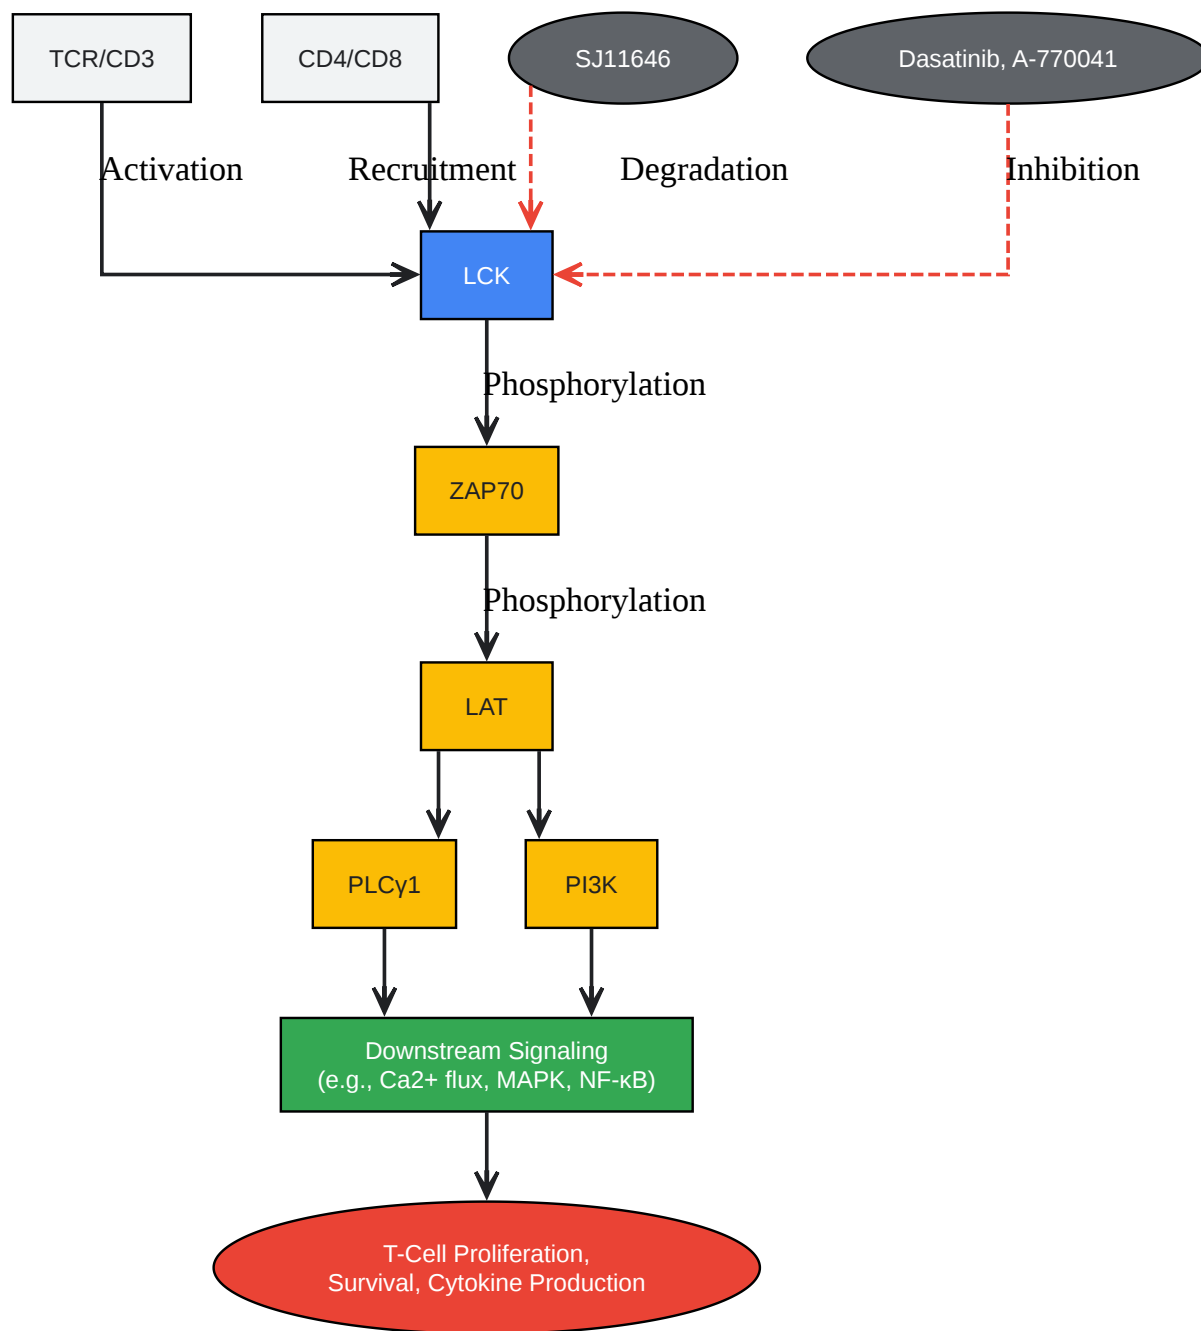 TCR/CD3
CD4/CD8
SJ11646
Dasatinib, A-770041
Activation
Recruitment
Degradation
Inhibition
LCK
Phosphorylation
ZAP70
Phosphorylation
LAT
PLCγ1
PI3K
Downstream Signaling
(e.g., Ca2+ flux, MAPK, NF-κB)
T-Cell Proliferation,
Survival, Cytokine Production